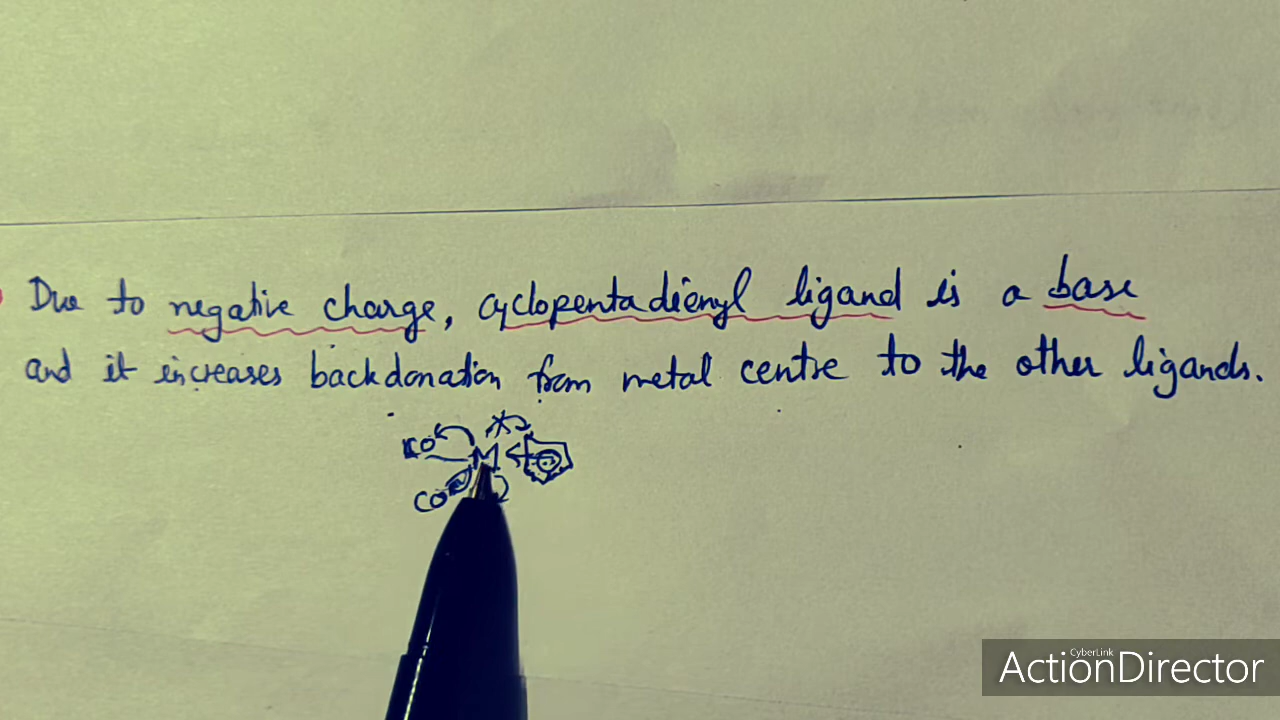 Due to negative charge, cyclopentadienyl ligand is a base
and it increases backdonation from metal centre to the other ligands.
CO
M
CO
CyberLink
ActionDirector